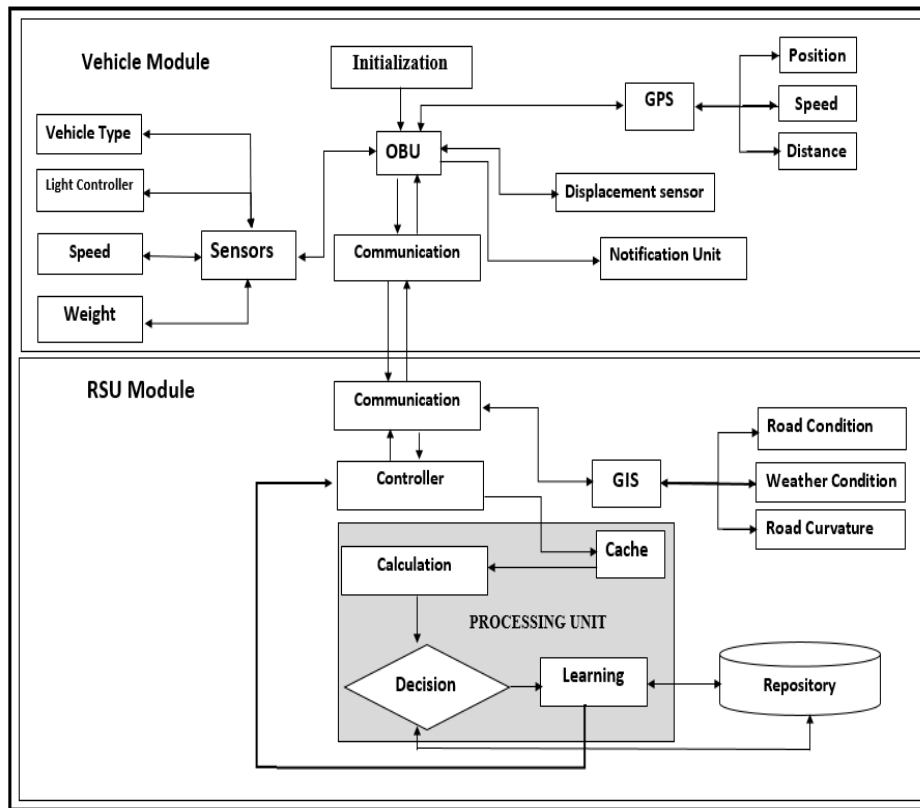 Vehicle Module
Initialization
Position
GPS
Speed
Vehicle Type
OBU
Distance
Light Controller
Displacement sensor
Speed
Sensors
Communication
Notification Unit
Weight
RSU Module
Communication
Road Condition
Controller
GIS
Weather Condition
Road Curvature
Cache
Calculation
PROCESSING UNIT
Decision
Learning
Repository